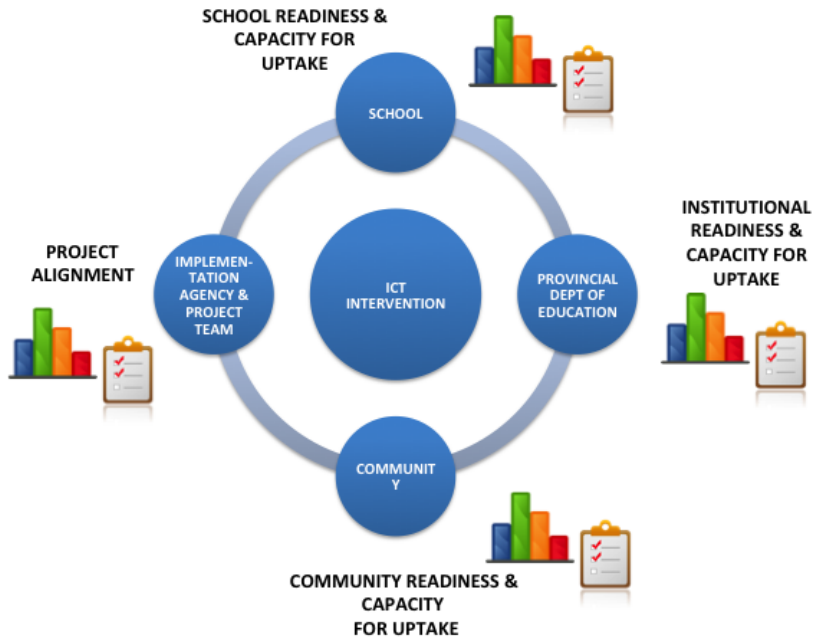 SCHOOL READINESS &
CAPACITY FOR
UPTAKE
SCHOOL
INSTITUTIONAL
READINESS &
CAPACITY FOR
UPTAKE
PROJECT
ALIGNMENT
IMPLEMEN-
TATION
AGENCY &
PROJECT
TEAM
ICT
INTERVENTION
PROVINCIAL
DEPT OF
EDUCATION
COMMUNIT
Y
COMMUNITY READINESS &
CAPACITY
FOR UPTAKE